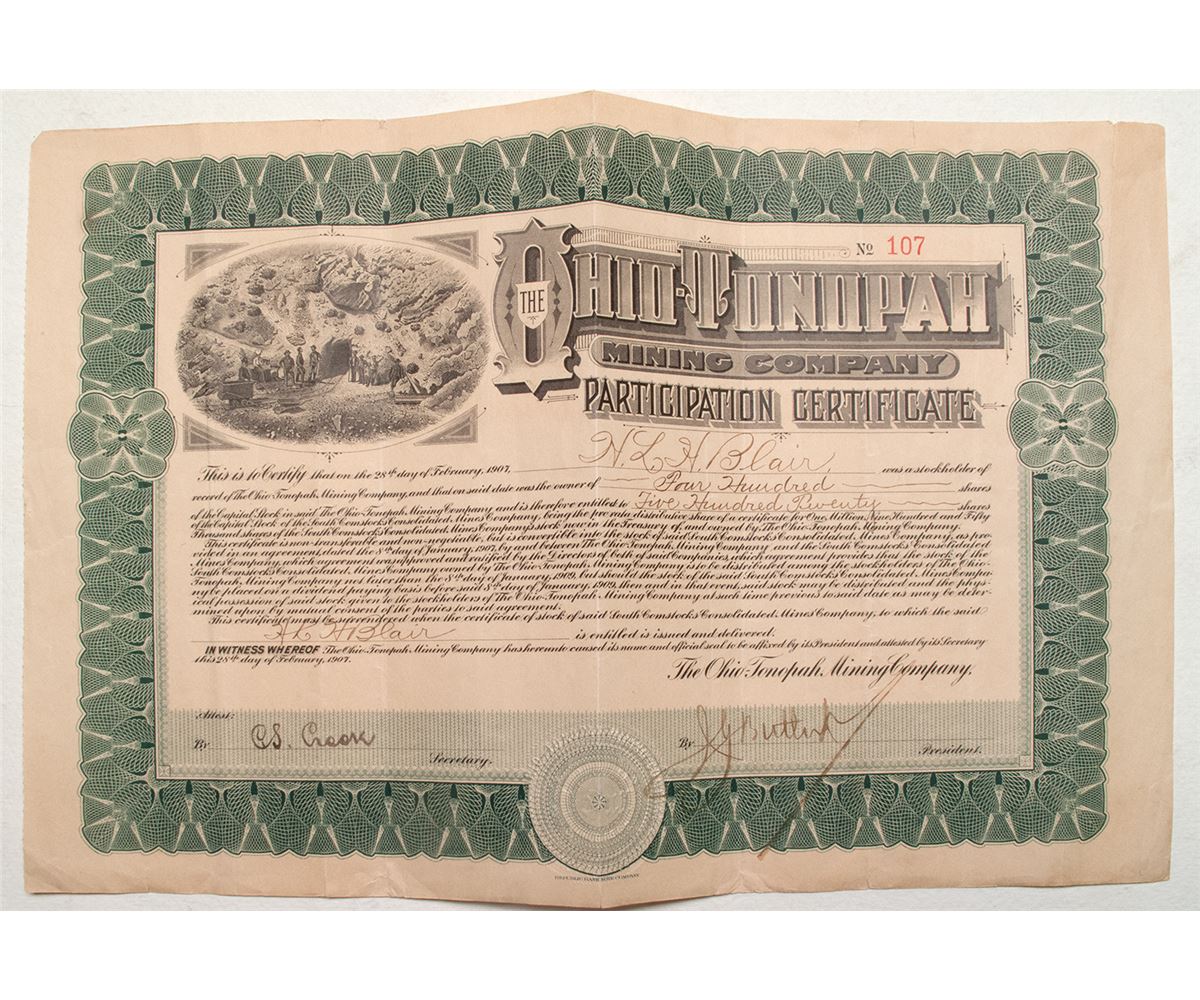 No 107
THE OHIO-TONOPAH
MINING COMPANY
PARTICIPATION CERTIFICATE
This is to Certify that on the 28th day of February, 1907, N. L. H. Blair, was a stockholder of
record of The Ohio-Tonopah Mining Company, and that on said date was the owner of Four Hundred shares
of the Capital Stock in said The Ohio-Tonopah Mining Company and is therefore entitled to Five Hundred Twenty shares
of the Capital Stock of the South Comstocks Consolidated Mines Company, being the pro rata distributive share of a certificate for One Million, Nine Hundred and Fifty
Thousand shares of the South Comstocks Consolidated Mines Company's stock now in the Treasury of, and owned by The Ohio-Tonopah Mining Company.
This certificate is non-transferable and non-negotiable, but is convertible into the stock of said South Comstocks Consolidated Mines Company, as pro-
vided in an agreement, dated the 8th day of January, 1907, by and between The Ohio-Tonopah Mining Company, and the South Comstocks Consolidated
Mines Company, which agreement was approved and ratified by the Directors of both of said Companies, which agreement provides that the stock of the
South Comstocks Consolidated Mines Company owned by The Ohio-Tonopah Mining Company is to be distributed among the stockholders of The Ohio-
Tonopah Mining Company not later than the 8th day of January, 1909, but should the stock of the said South Comstocks Consolidated Mines Compa-
ny be placed on a dividend paying basis before said 8th day of January, 1909, then and in that event, said stock may be distributed and the phys-
ical possession of said stock given to the stockholders of The Ohio-Tonopah Mining Company at such time previous to said date as may be deter-
mined upon by mutual consent of the parties to said agreement.
This certificate must be surrendered when the certificate of stock of said South Comstocks Consolidated Mines Company, to which the said
H. L. H. Blair is entitled is issued and delivered.
IN WITNESS WHEREOF The Ohio-Tonopah Mining Company has hereunto caused its name and official seal to be affixed by its President and attested by its Secretary
this 28th day of February, 1907.
The Ohio-Tonopah Mining Company,
Attest:
By C.S. Crook
Secretary.
By
President.
REPUBLIC BANK NOTE COMPANY